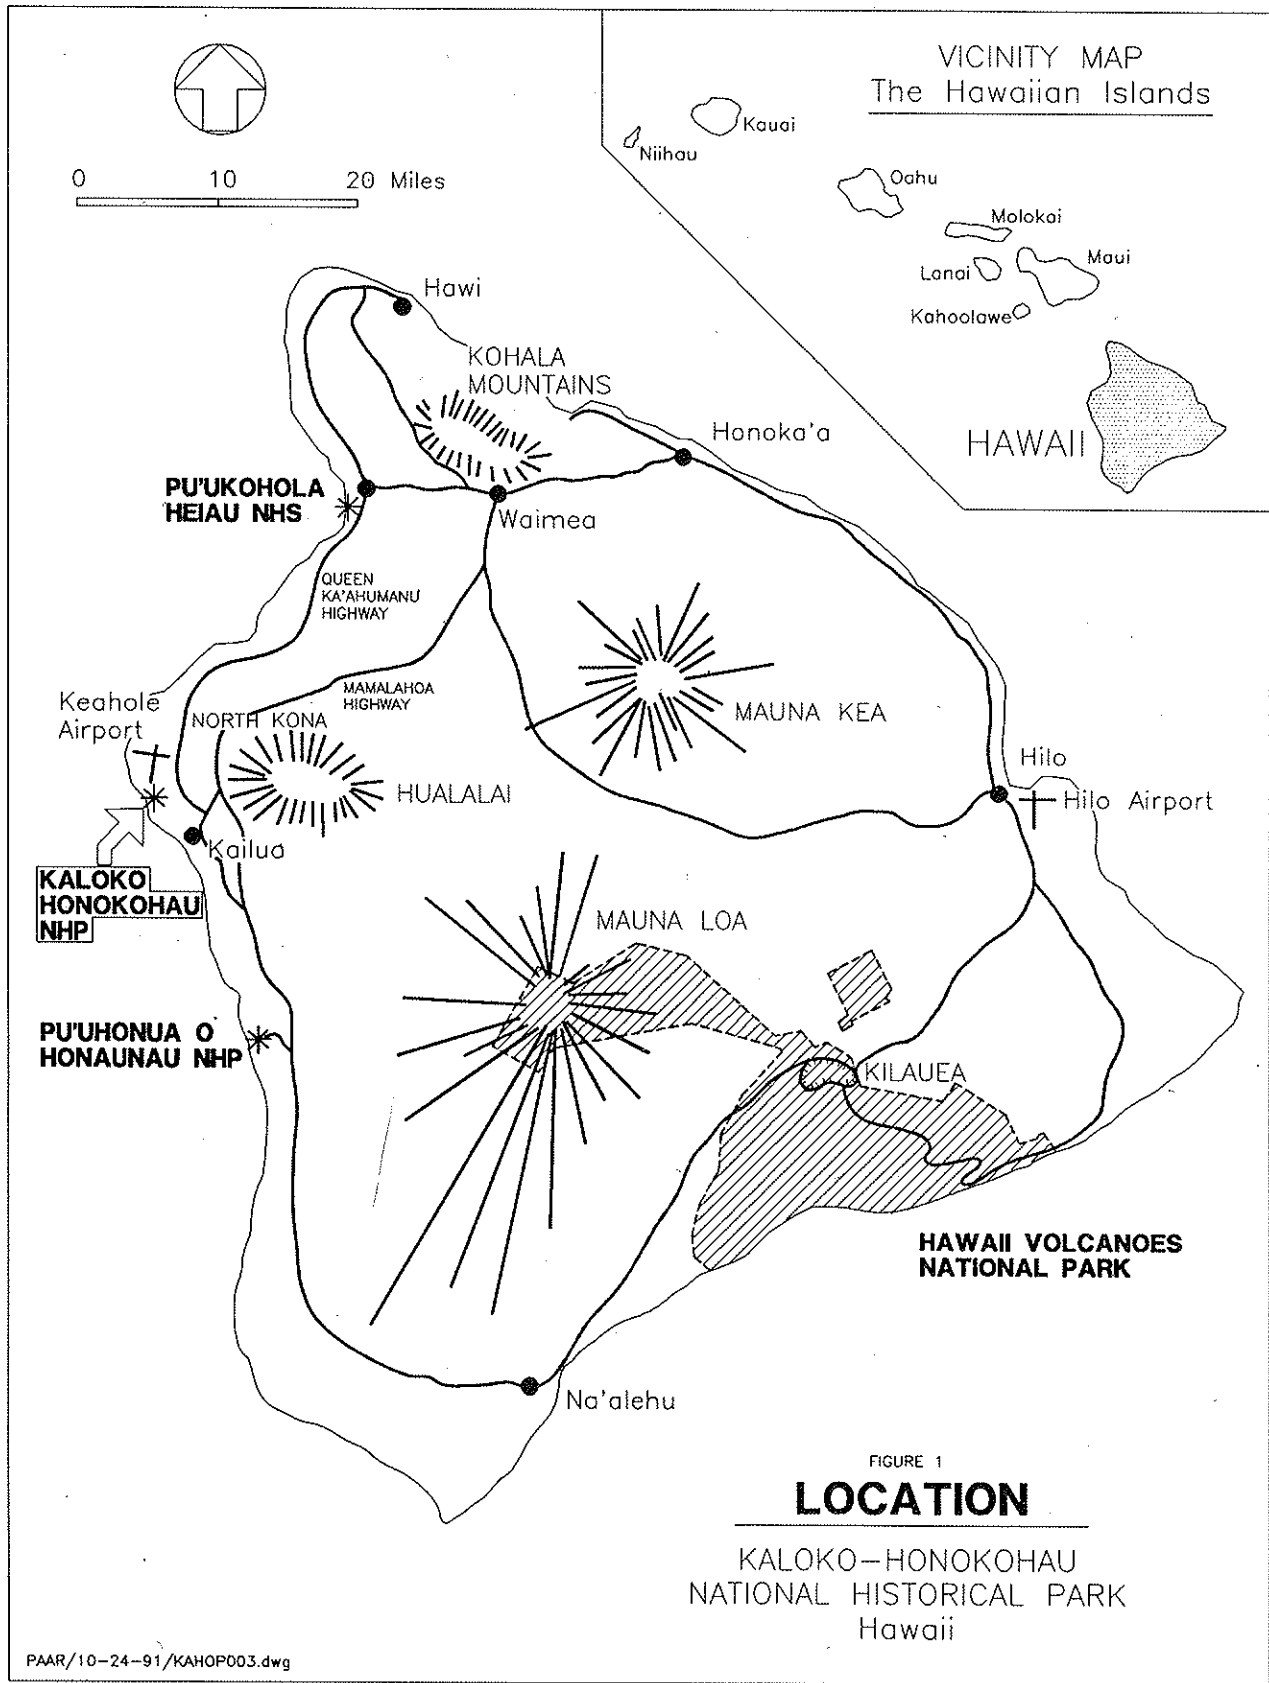 VICINITY MAP
The Hawaiian Islands
Kauai
Niihau
Oahu
Molokai
Lanai
Maui
Kahoolawe
HAWAII
0 10 20 Miles
Hawi
KOHALA
MOUNTAINS
Honoka'a
PU'UKOHOLA
HEIAU NHS
Waimea
QUEEN
KA'AHUMANU
HIGHWAY
MAMALAHOA
HIGHWAY
Keahole
Airport
NORTH KONA
MAUNA KEA
HUALALAI
Hilo
Hilo Airport
Kailua
KALOKO
HONOKOHAU
NHP
MAUNA LOA
PU'UHONUA O
HONAUNAU NHP
KILAUEA
HAWAII VOLCANOES
NATIONAL PARK
Na'alehu
FIGURE 1
LOCATION
KALOKO-HONOKOHAU
NATIONAL HISTORICAL PARK
Hawaii
PAAR/10-24-91/KAHOP003.dwg